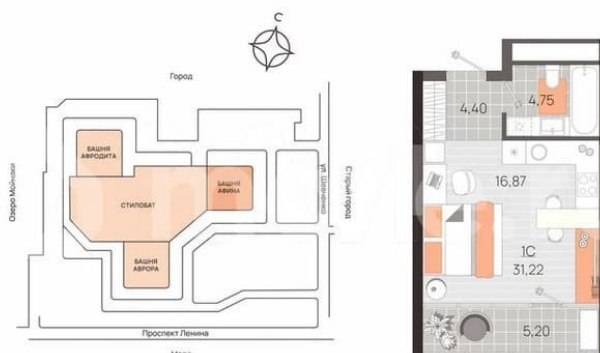 С
Город
БАШНЯ
АФРОДИТА
СТИЛОБАТ
БАШНЯ
АФИНА
БАШНЯ
АВРОРА
Озеро Мойнаки
ул. Шевченко
Старый город
Проспект Ленина
4,40
4,75
16,87
1С
31,22
5,20